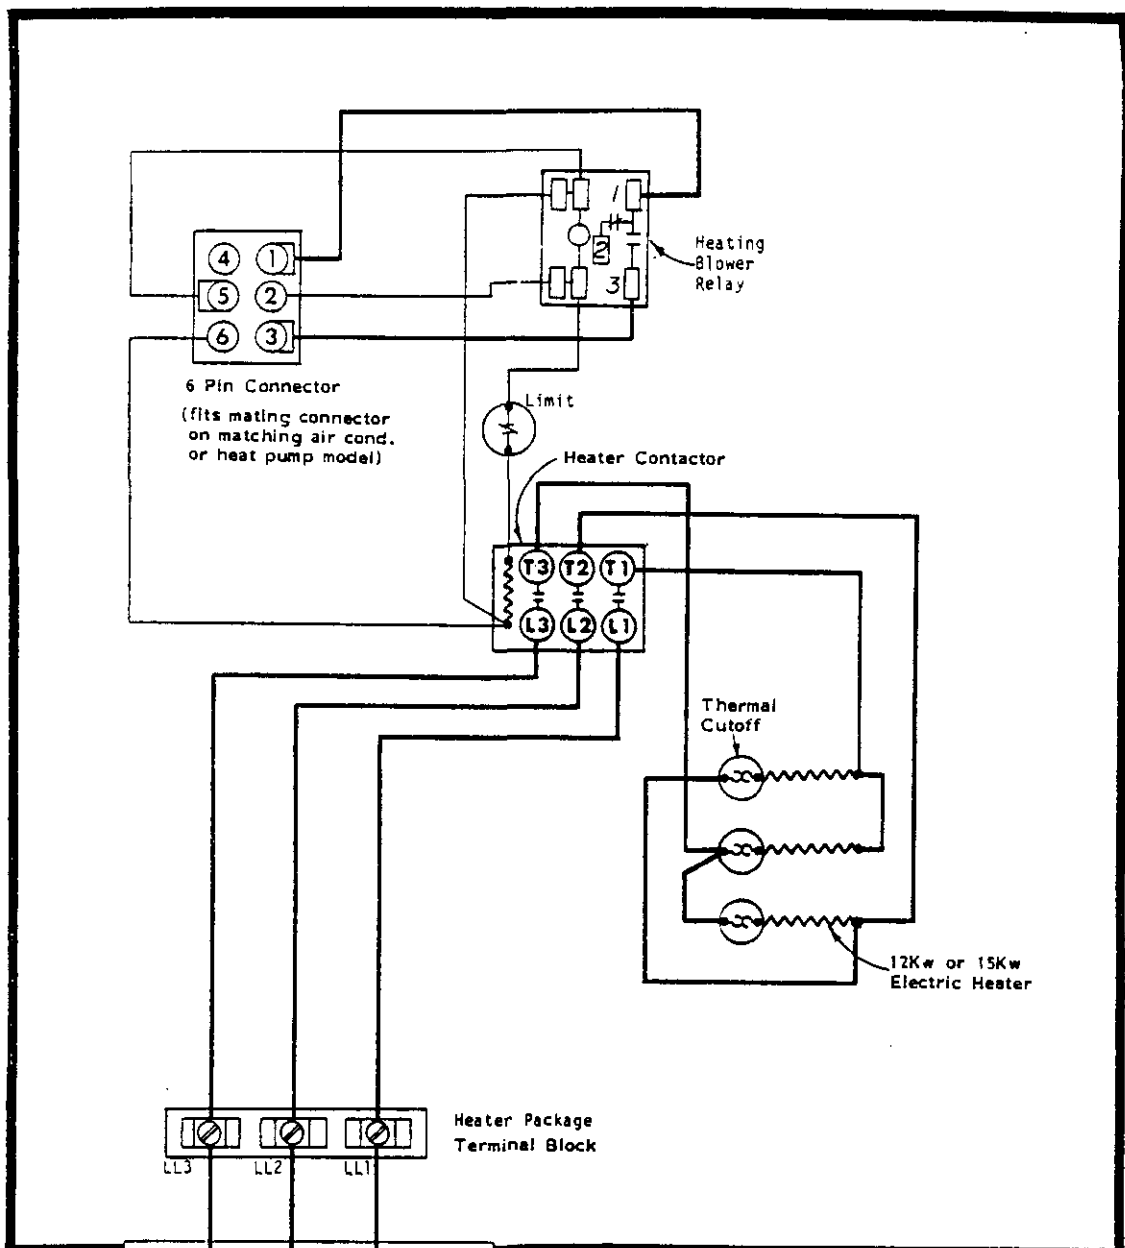 1
2
3
Heating
Blower
Relay
4 1
5 2
6 3
6 Pin Connector
(fits mating connector
on matching air cond.
or heat pump model)
Limit
Heater Contactor
T3 T2 T1
L3 L2 L1
Thermal
Cutoff
12Kw or 15Kw
Electric Heater
Heater Package
Terminal Block
LL3 LL2 LL1